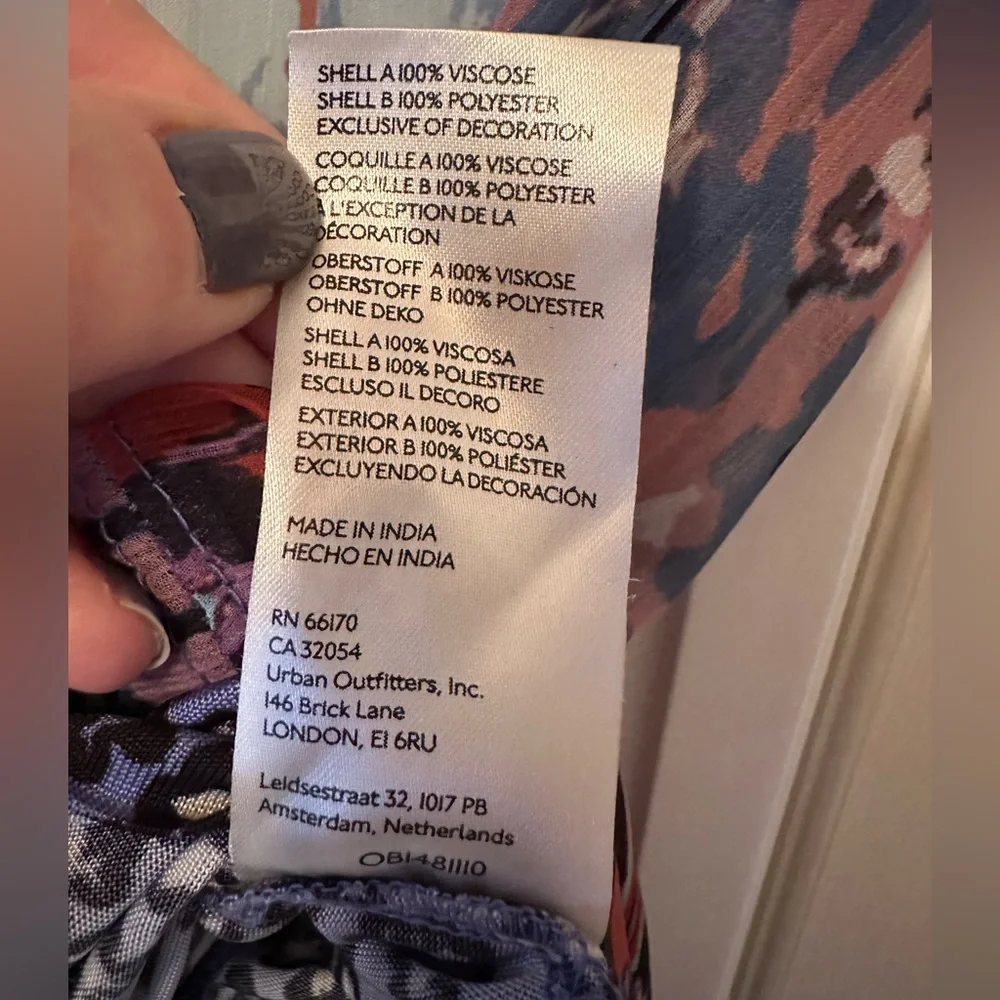 SHELL A 100% VISCOSE
SHELL B 100% POLYESTER
EXCLUSIVE OF DECORATION
COQUILLE A 100% VISCOSE
COQUILLE B 100% POLYESTER
À L'EXCEPTION DE LA
DÉCORATION
OBERSTOFF A 100% VISKOSE
OBERSTOFF B 100% POLYESTER
OHNE DEKO
SHELL A 100% VISCOSA
SHELL B 100% POLIESTERE
ESCLUSO IL DECORO
EXTERIOR A 100% VISCOSA
EXTERIOR B 100% POLIÉSTER
EXCLUYENDO LA DECORACIÓN
MADE IN INDIA
HECHO EN INDIA
RN 66170
CA 32054
Urban Outfitters, Inc.
146 Brick Lane
LONDON, E1 6RU
Leidsestraat 32, 1017 PB
Amsterdam, Netherlands
OB1481110